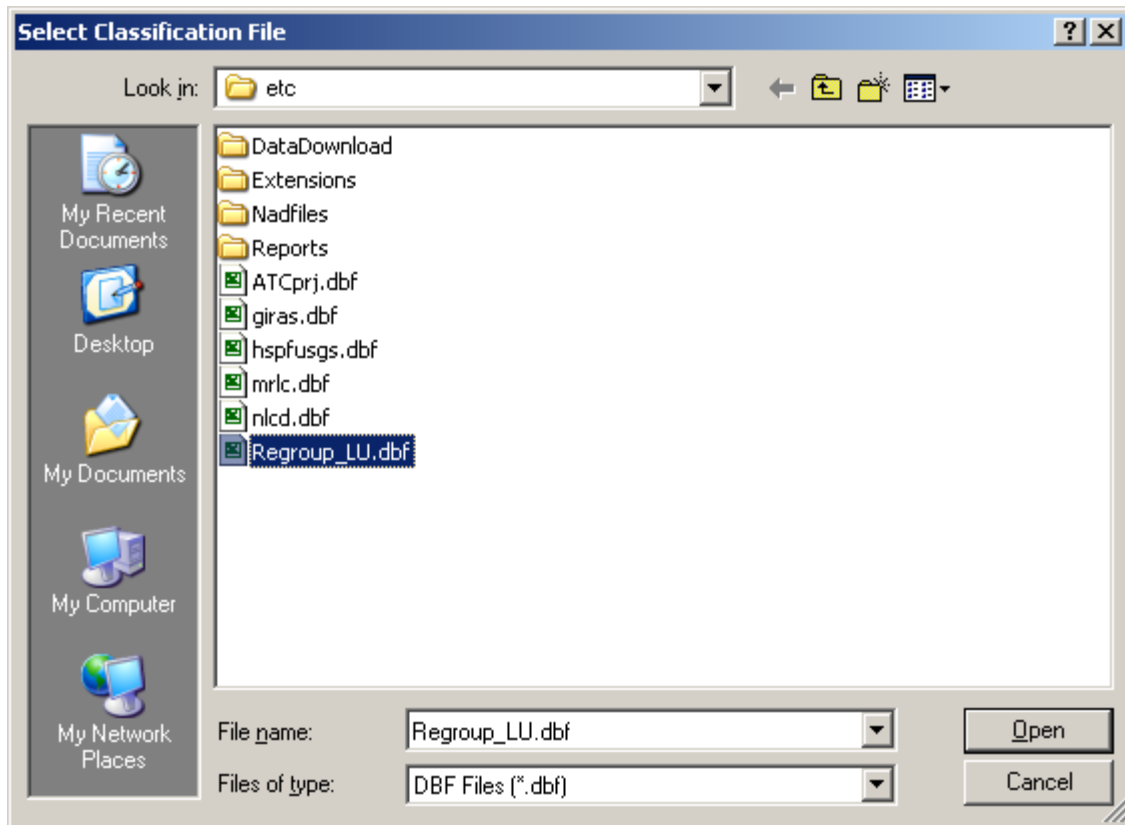 Select Classification File
Look in: etc
My Recent
Documents
Desktop
My Documents
My Computer
My Network
Places
DataDownload
Extensions
Nadfiles
Reports
ATCprj.dbf
giras.dbf
hspfusgs.dbf
mrlc.dbf
nlcd.dbf
Regroup_LU.dbf
File name: Regroup_LU.dbf Open
Files of type: DBF Files (*.dbf) Cancel